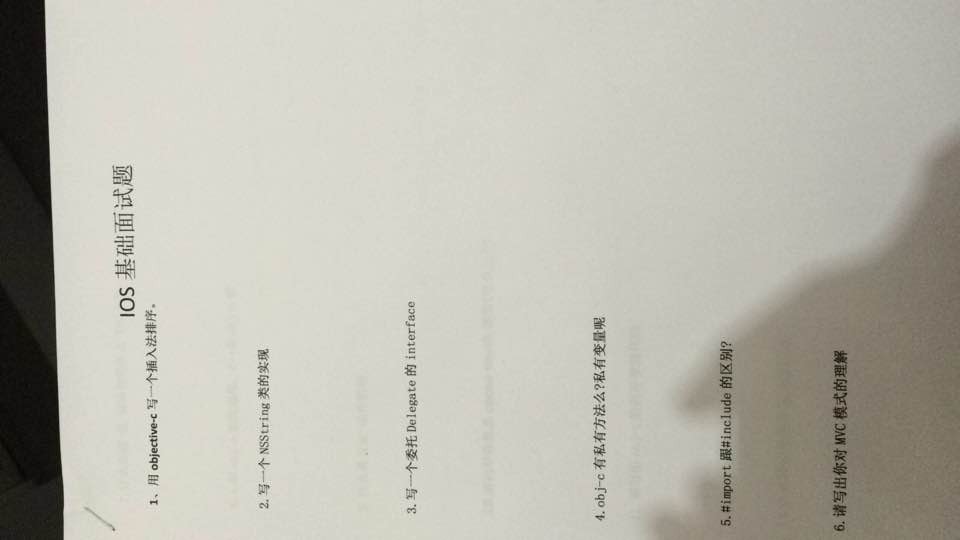 IOS 基础面试题
1、用 objective-c 写一个插入法排序。
2.写一个 NSString 类的实现
3.写一个委托 Delegate 的 interface
4.obj-c 有私有方法么?私有变量呢
5.#import 跟#include 的区别?
6.请写出你对 MVC 模式的理解